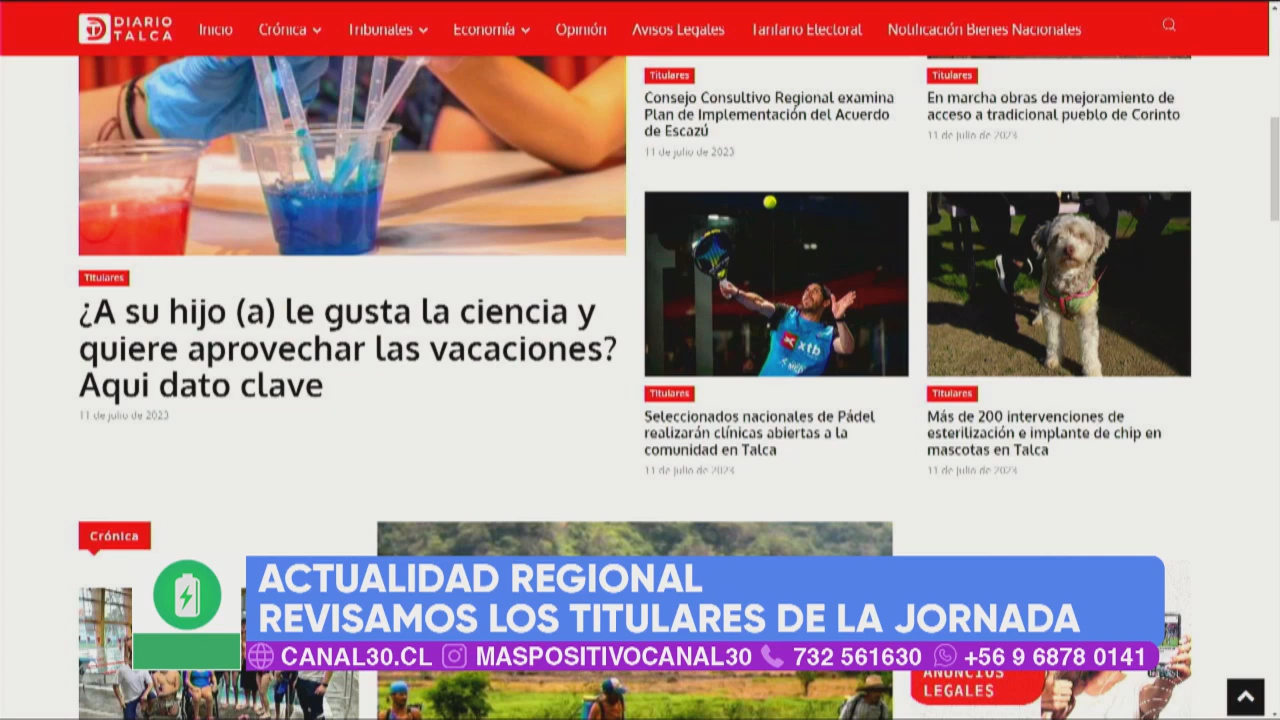 DIARIO
TALCA
Inicio
Crónica
Tribunales
Economía
Opinión
Avisos Legales
Tarifario Electoral
Notificación Bienes Nacionales
Titulares
¿A su hijo (a) le gusta la ciencia y
quiere aprovechar las vacaciones?
Aqui dato clave
11 de julio de 2023
Titulares
Consejo Consultivo Regional examina
Plan de Implementación del Acuerdo
de Escazú
11 de julio de 2023
Titulares
En marcha obras de mejoramiento de
acceso a tradicional pueblo de Corinto
11 de julio de 2023
xtb
Titulares
Seleccionados nacionales de Pádel
realizarán clínicas abiertas a la
comunidad en Talca
11 de julio de 2023
Titulares
Más de 200 intervenciones de
esterilización e implante de chip en
mascotas en Talca
11 de julio de 2023
Crónica
ACTUALIDAD REGIONAL
REVISAMOS LOS TITULARES DE LA JORNADA
CANAL30.CL
MASPOSITIVOCANAL30
732 561630
+56 9 6878 0141
ANUNCIOS
LEGALES